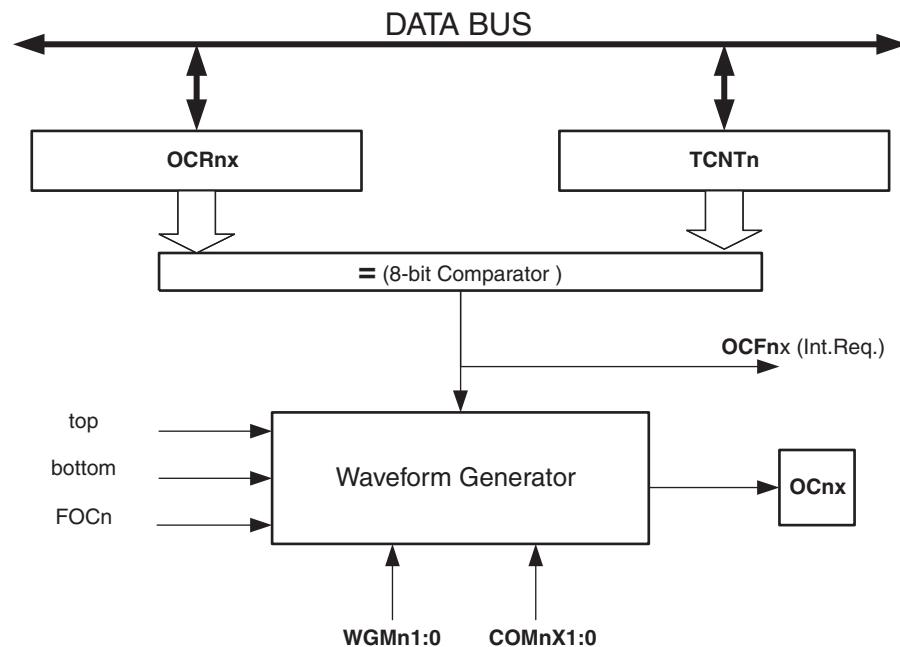 DATA BUS
OCRnx
TCNTn
= (8-bit Comparator )
OCFnx (Int.Req.)
top
bottom
FOCn
Waveform Generator
OCnx
WGMn1:0
COMnX1:0